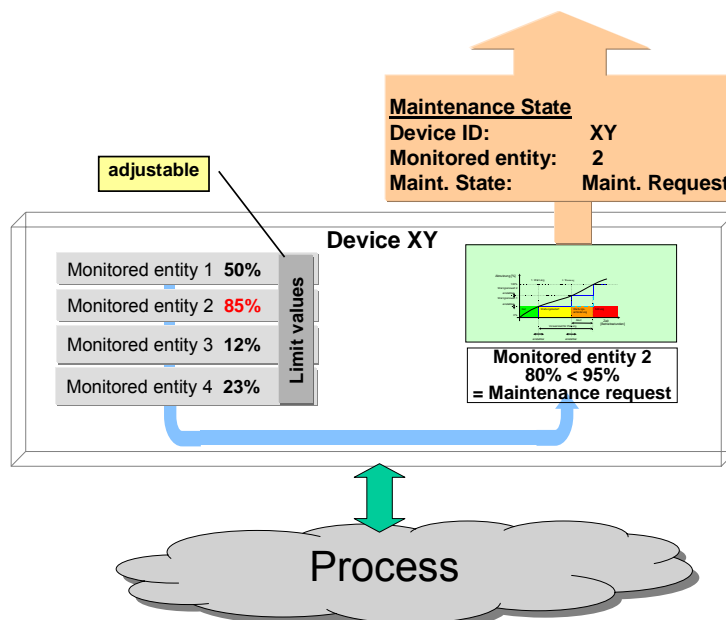 Maintenance State
Device ID: XY
Monitored entity: 2
Maint. State: Maint. Request
adjustable
Device XY
Monitored entity 1 50%
Monitored entity 2 85%
Monitored entity 3 12%
Monitored entity 4 23%
Limit values
Monitored entity 2
80% < 95%
= Maintenance request
Process